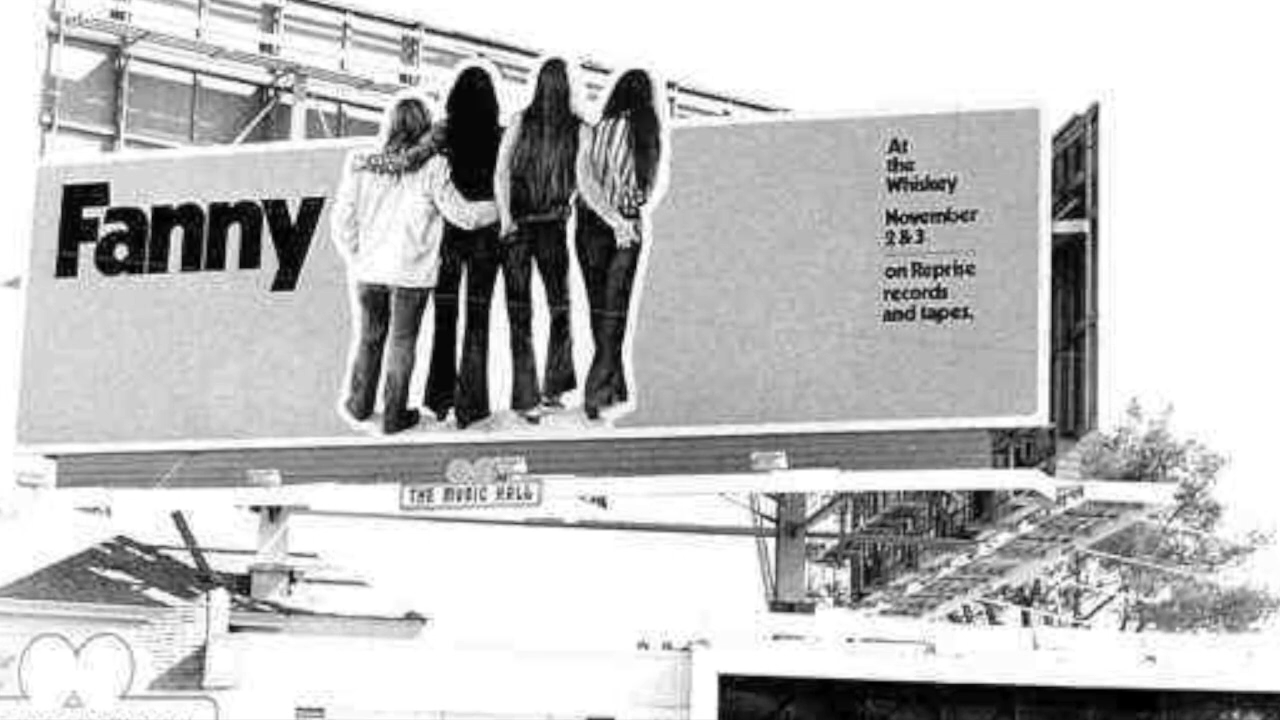 Fanny
At
the
Whiskey
November
2 & 3
on Reprise
records
and tapes.
THE MUSIC HALL